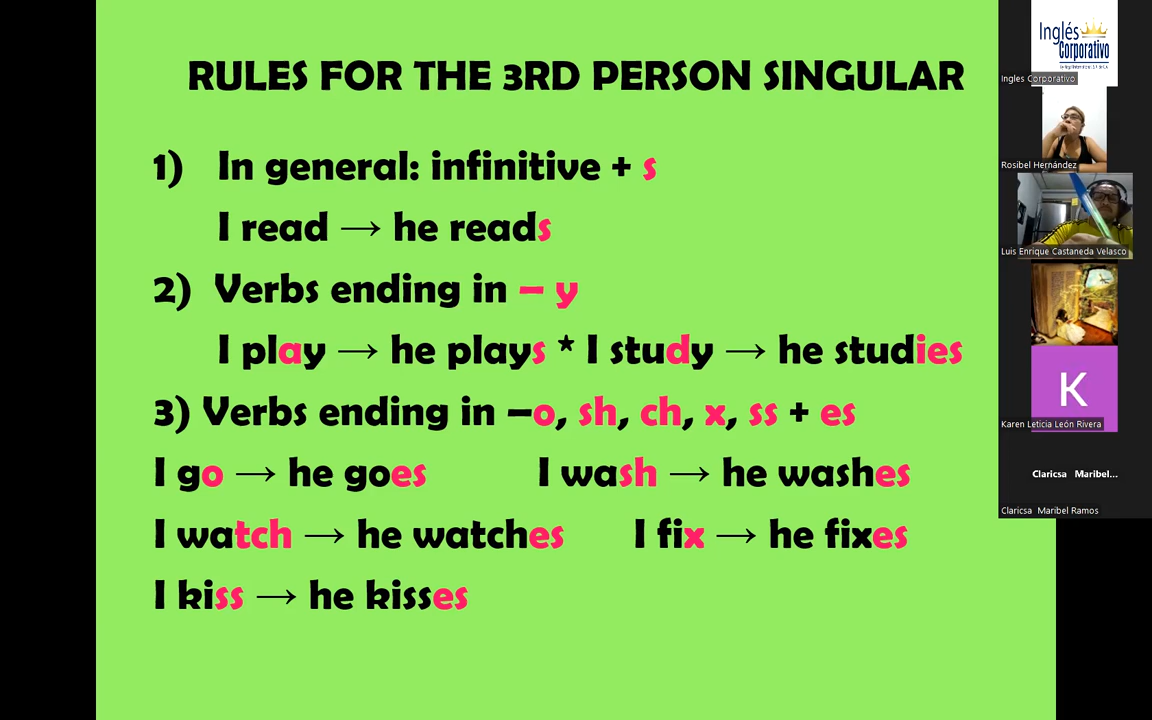 RULES FOR THE 3RD PERSON SINGULAR
1) In general: infinitive + s
I read → he reads
2) Verbs ending in – y
I play → he plays * I study → he studies
3) Verbs ending in –o, sh, ch, x, ss + es
I go → he goes I wash → he washes
I watch → he watches I fix → he fixes
I kiss → he kisses
Inglés
Corporativo
Ingles Corporativo
Rosibel Hernández
Luis Enrique Castaneda Velasco
K
Karen Leticia León Rivera
Claricsa Maribel...
Claricsa Maribel Ramos